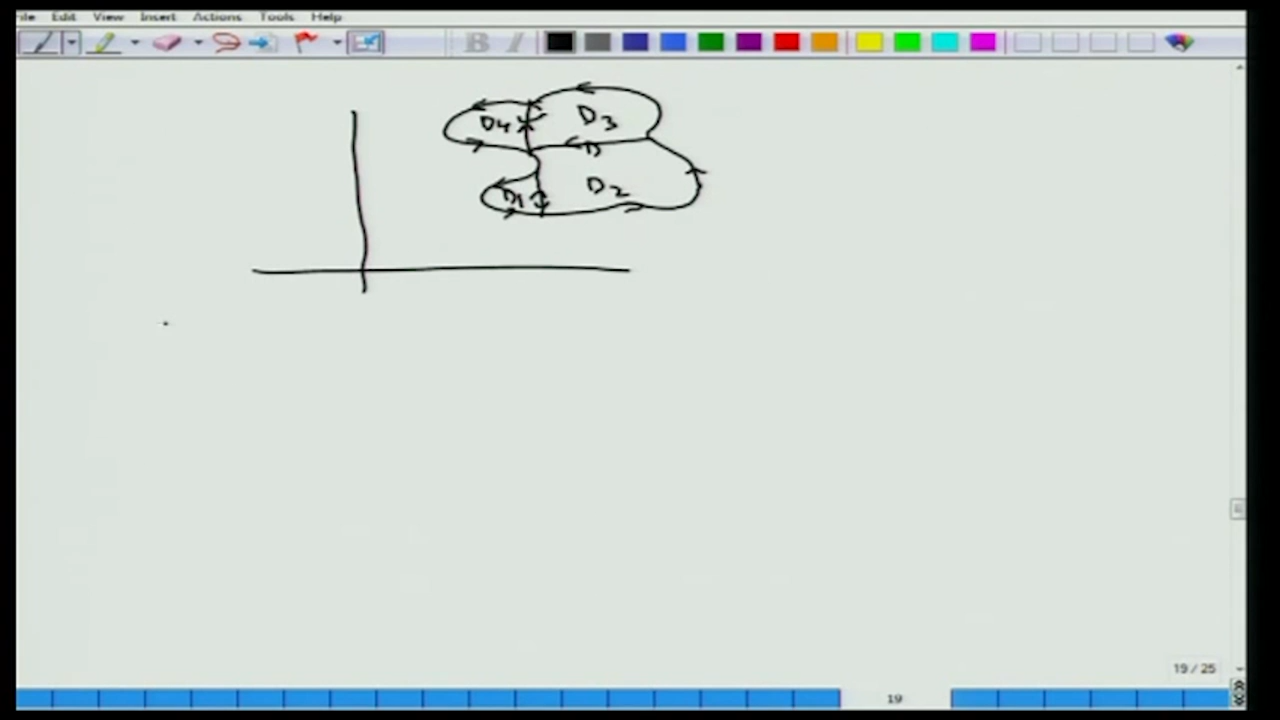 File Edit View Insert Actions Tools Help
B I
D4 D3
D
D1 D2
19 / 25
19